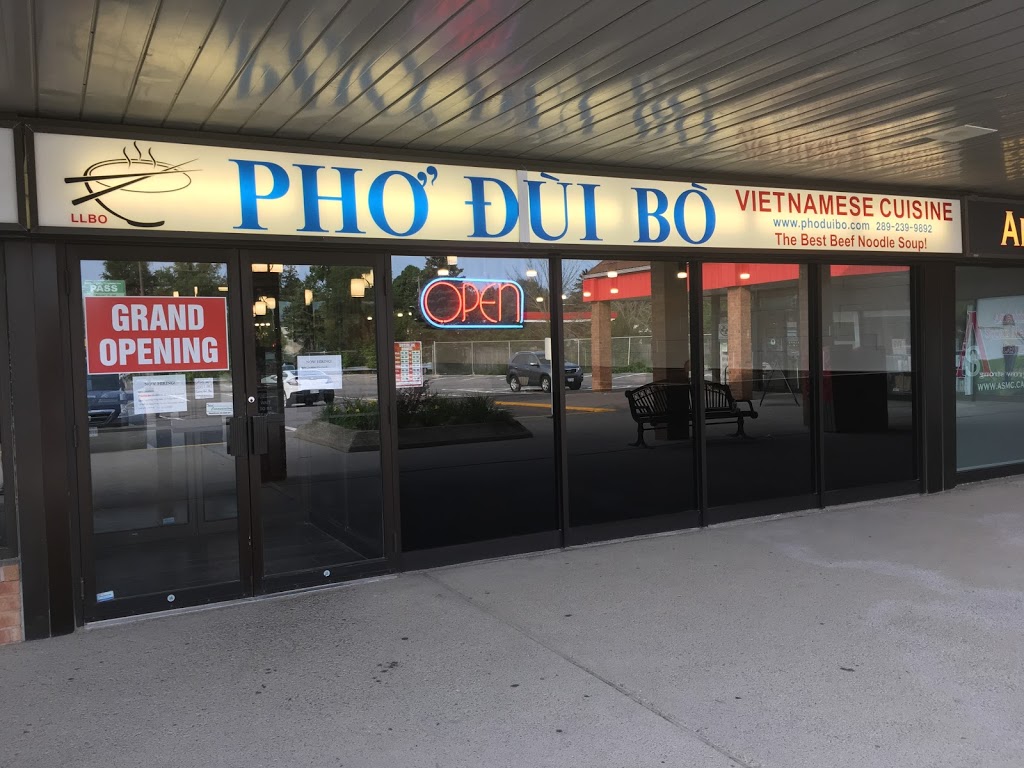 LLBO
PHỞ ĐÙI BÒ
VIETNAMESE CUISINE
www.phoduibo.com 289-239-9892
The Best Beef Noodle Soup!
PASS
GRAND
OPENING
OPEN
WWW.ASMC.CA